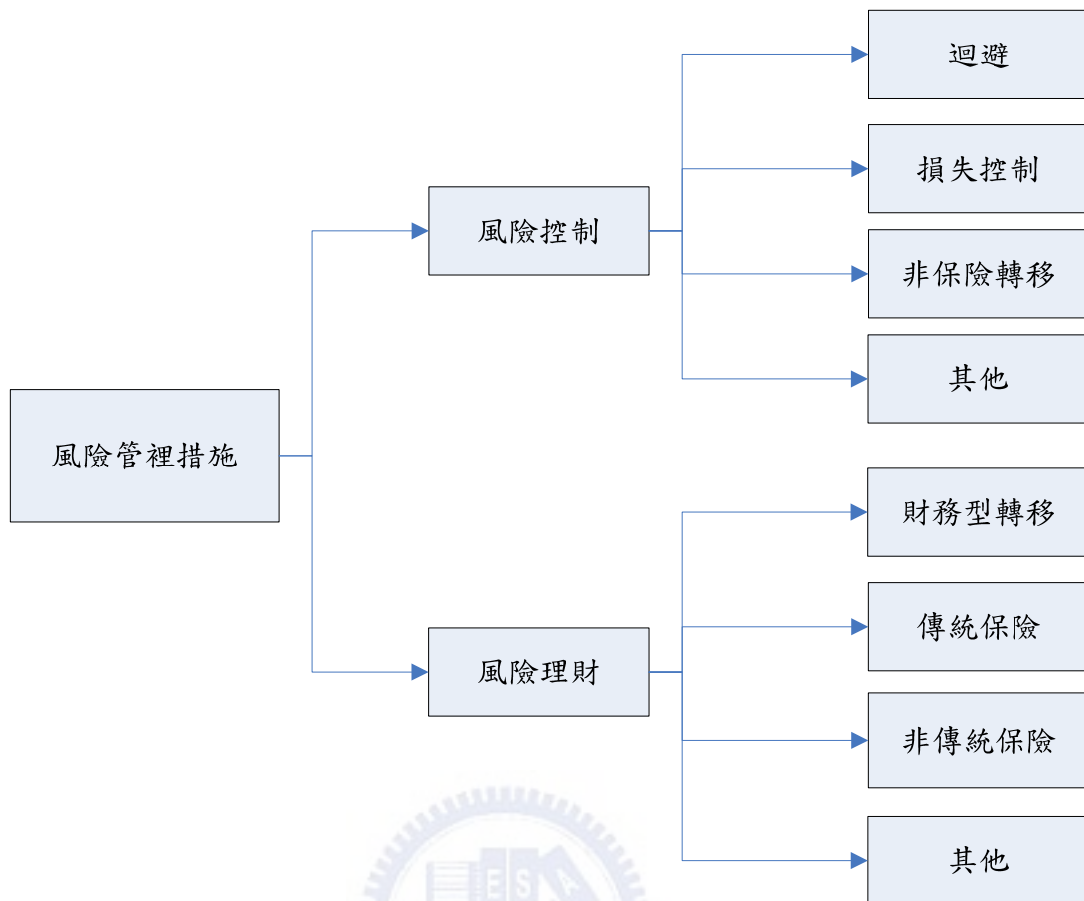 風險管裡措施
風險控制
迴避
損失控制
非保險轉移
其他
風險理財
財務型轉移
傳統保險
非傳統保險
其他
E S A